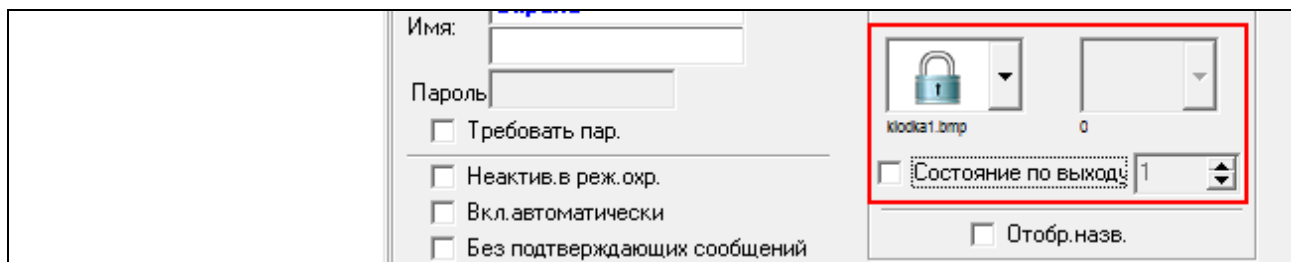 Имя:
Пароль
Требовать пар.
Неактив.в реж.охр.
Вкл.автоматически
Без подтверждающих сообщений
klodka1.bmp
0
Состояние по выходу 1
Отобр.назв.